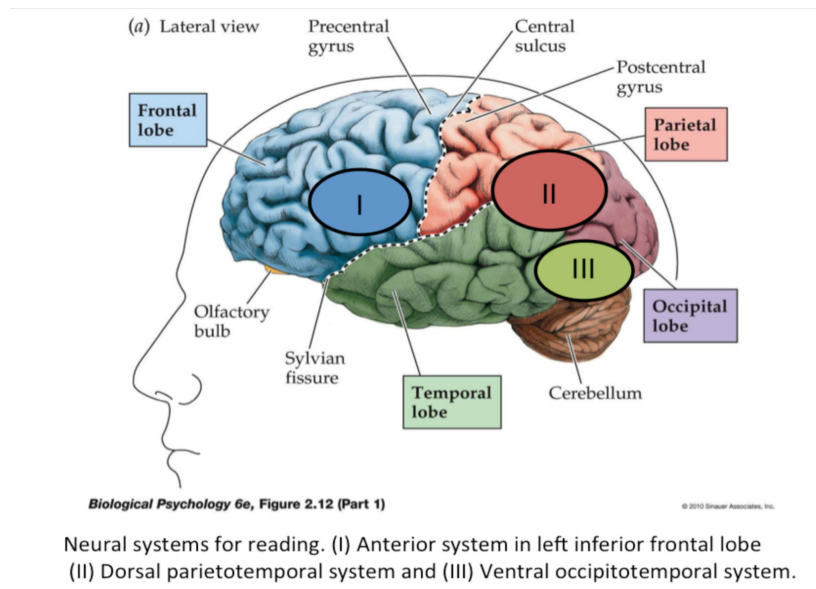 (a) Lateral view
Precentral
gyrus
Central
sulcus
Postcentral
gyrus
Frontal
lobe
Parietal
lobe
I
II
III
Olfactory
bulb
Occipital
lobe
Sylvian
fissure
Temporal
lobe
Cerebellum
Biological Psychology 6e, Figure 2.12 (Part 1)
© 2010 Sinauer Associates, Inc.
Neural systems for reading. (I) Anterior system in left inferior frontal lobe
(II) Dorsal parietotemporal system and (III) Ventral occipitotemporal system.